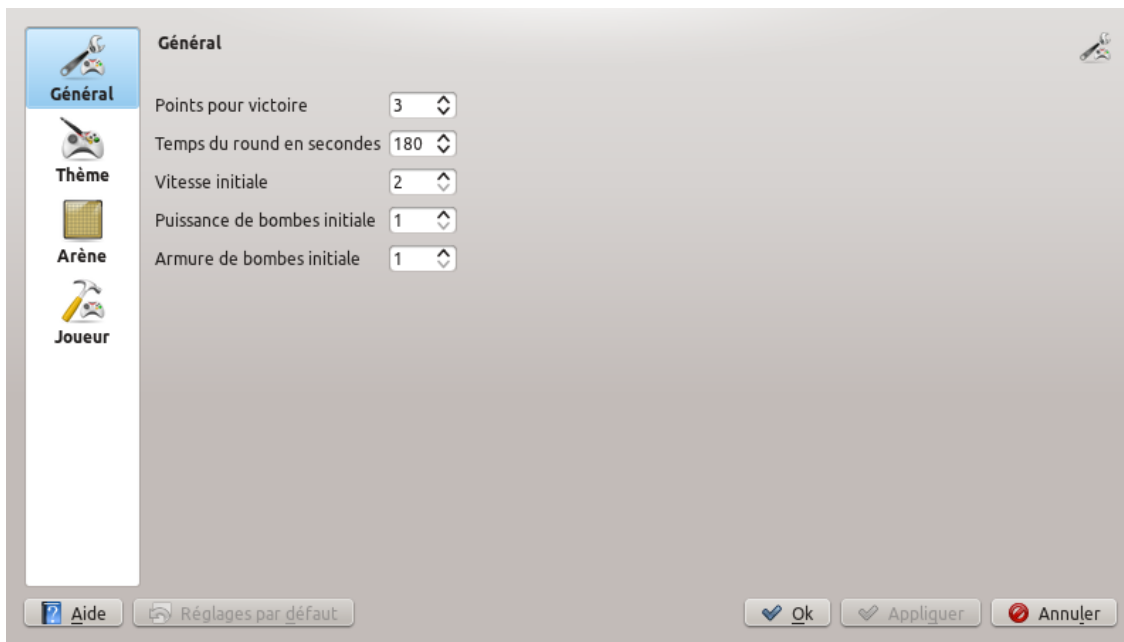 Général
Général
Points pour victoire 3
Temps du round en secondes 180
Thème
Vitesse initiale 2
Puissance de bombes initiale 1
Arène
Armure de bombes initiale 1
Joueur
Aide Réglages par défaut Ok Appliquer Annuler